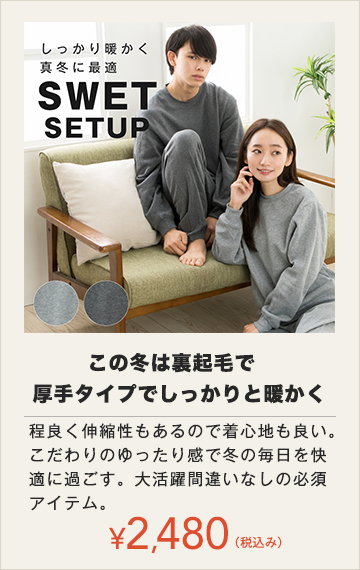 しっかり暖かく
真冬に最適
SWET
SETUP
この冬は裏起毛で
厚手タイプでしっかりと暖かく
程良く伸縮性もあるので着心地も良い。
こだわりのゆったり感で冬の毎日を快
適に過ごす。大活躍間違いなしの必須
アイテム。
¥2,480(税込み)